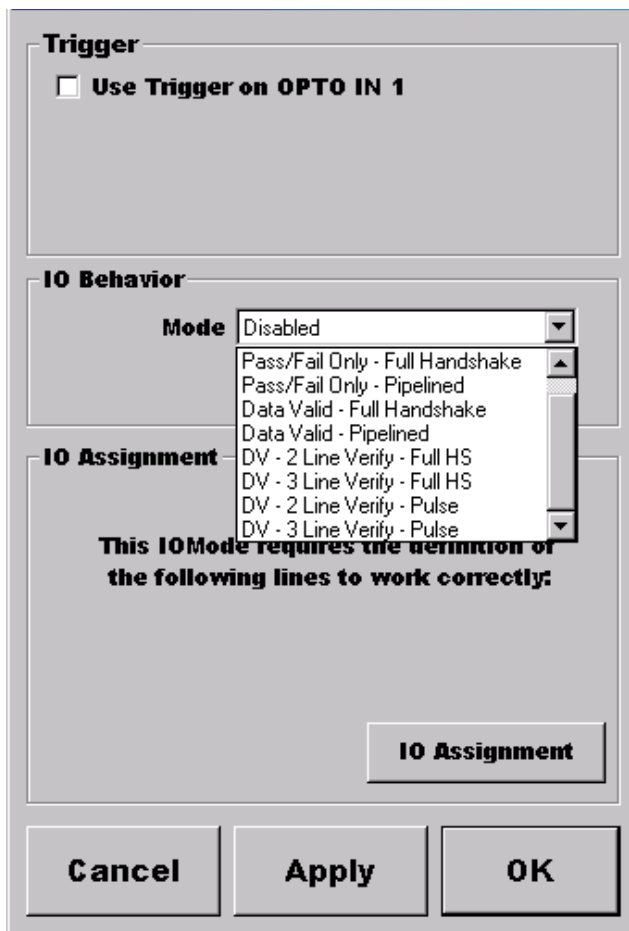 Trigger
Use Trigger on OPTO IN 1
IO Behavior
Mode Disabled
Pass/Fail Only - Full Handshake
Pass/Fail Only - Pipelined
Data Valid - Full Handshake
Data Valid - Pipelined
DV - 2 Line Verify - Full HS
DV - 3 Line Verify - Full HS
DV - 2 Line Verify - Pulse
DV - 3 Line Verify - Pulse
IO Assignment
This IOMode requires the definition of
the following lines to work correctly:
IO Assignment
Cancel Apply OK